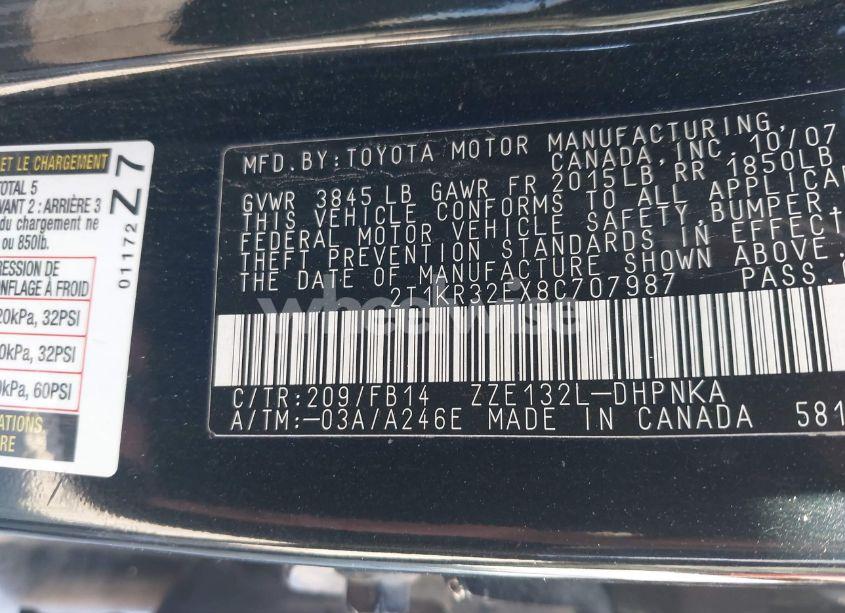 ET LE CHARGEMENT
TOTAL 5
VANT 2 : ARRIÈRE 3
du chargement ne
ou 850lb.
RESSION DE
ONFLAGE À FROID
20kPa, 32PSI
0kPa, 32PSI
0kPa, 60PSI
ATIONS
RE
01172
Z7
MFD. BY:TOYOTA MOTOR MANUFACTURING,
CANADA,INC. 10/07
GVWR 3845 LB GAWR FR 2015LB RR 1850LB
THIS VEHICLE CONFORMS TO ALL APPLICA
FEDERAL MOTOR VEHICLE SAFETY,BUMPER,
THEFT PREVENTION STANDARDS IN EFFECT
THE DATE OF MANUFACTURE SHOWN ABOVE.
2T1KR32EX8C707987 PASS.
C/TR:209/FB14 ZZE132L-DHPNKA
A/TM:-03A/A246E MADE IN CANADA 581
wheelwise